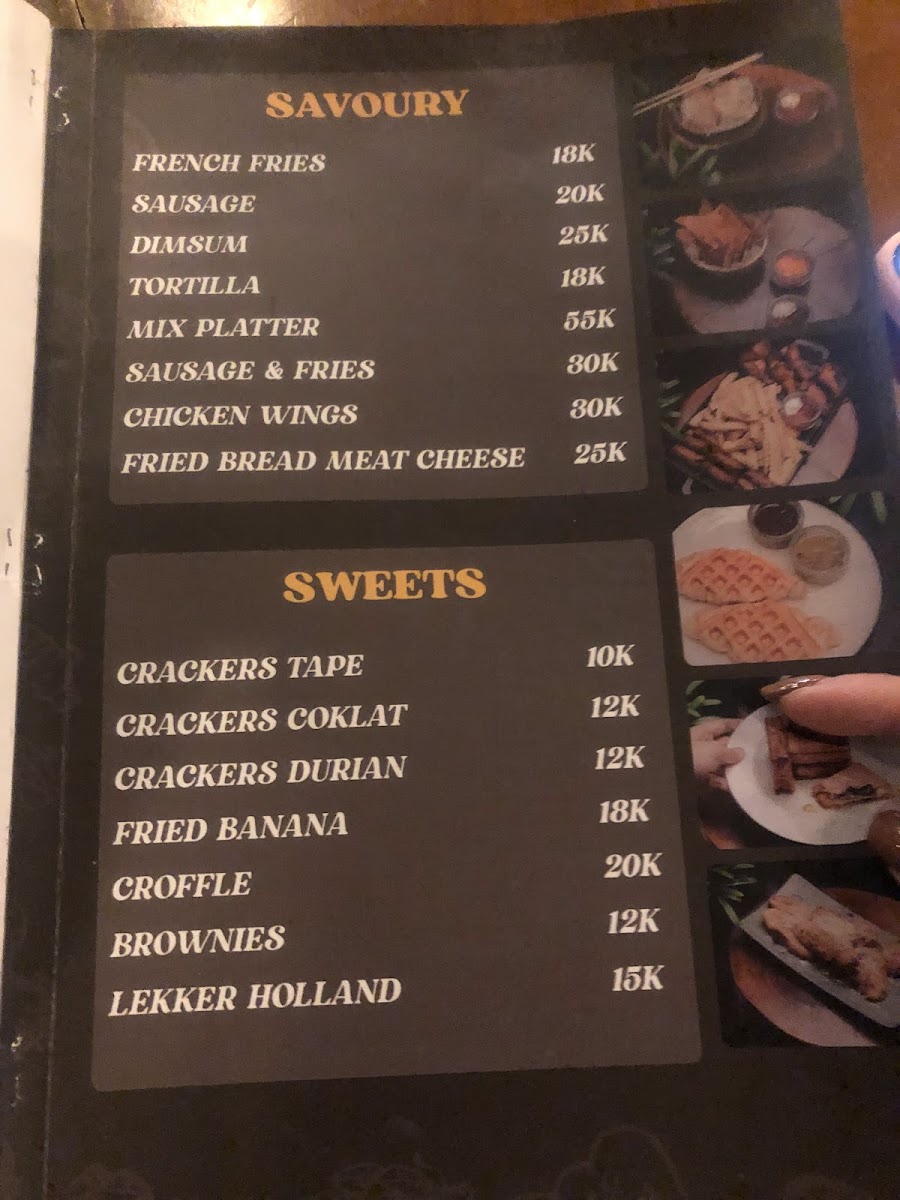 SAVOURY
FRENCH FRIES 18K
SAUSAGE 20K
DIMSUM 25K
TORTILLA 18K
MIX PLATTER 55K
SAUSAGE & FRIES 30K
CHICKEN WINGS 30K
FRIED BREAD MEAT CHEESE 25K
SWEETS
CRACKERS TAPE 10K
CRACKERS COKLAT 12K
CRACKERS DURIAN 12K
FRIED BANANA 18K
CROFFLE 20K
BROWNIES 12K
LEKKER HOLLAND 15K